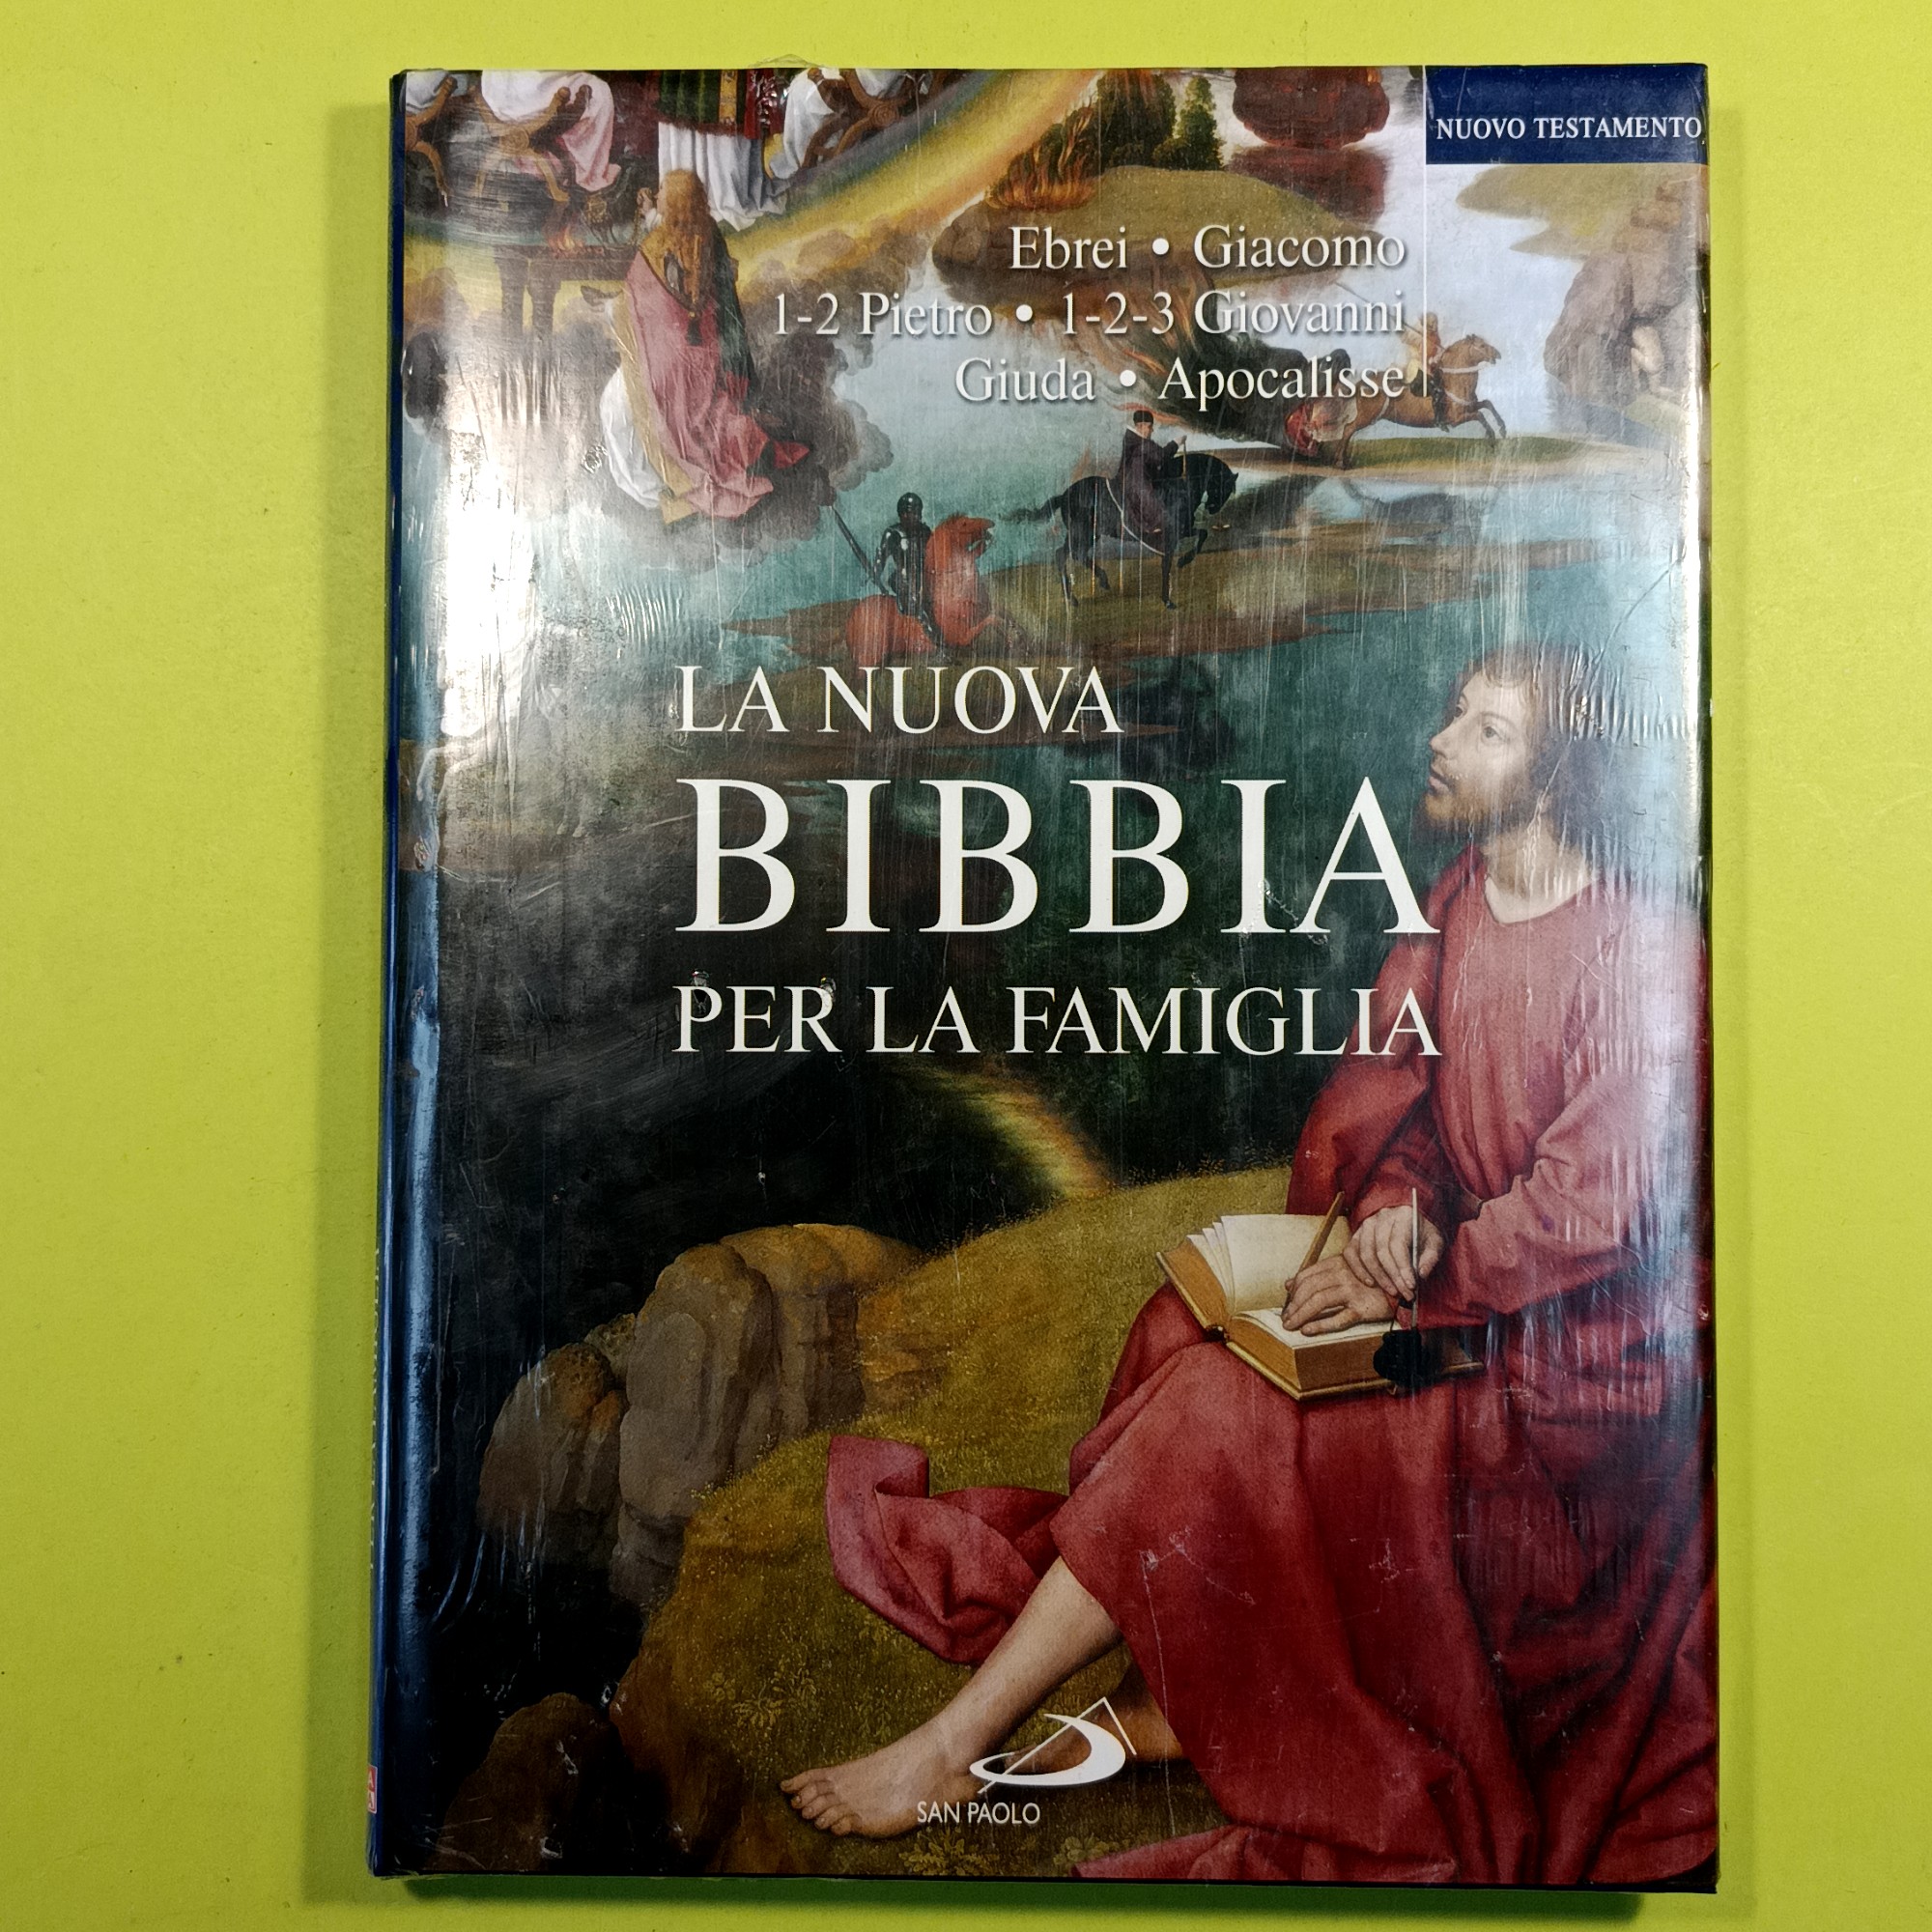 NUOVO TESTAMENTO
Ebrei • Giacomo
1-2 Pietro • 1-2-3 Giovanni
Giuda • Apocalisse
LA NUOVA
BIBBIA
PER LA FAMIGLIA
SAN PAOLO